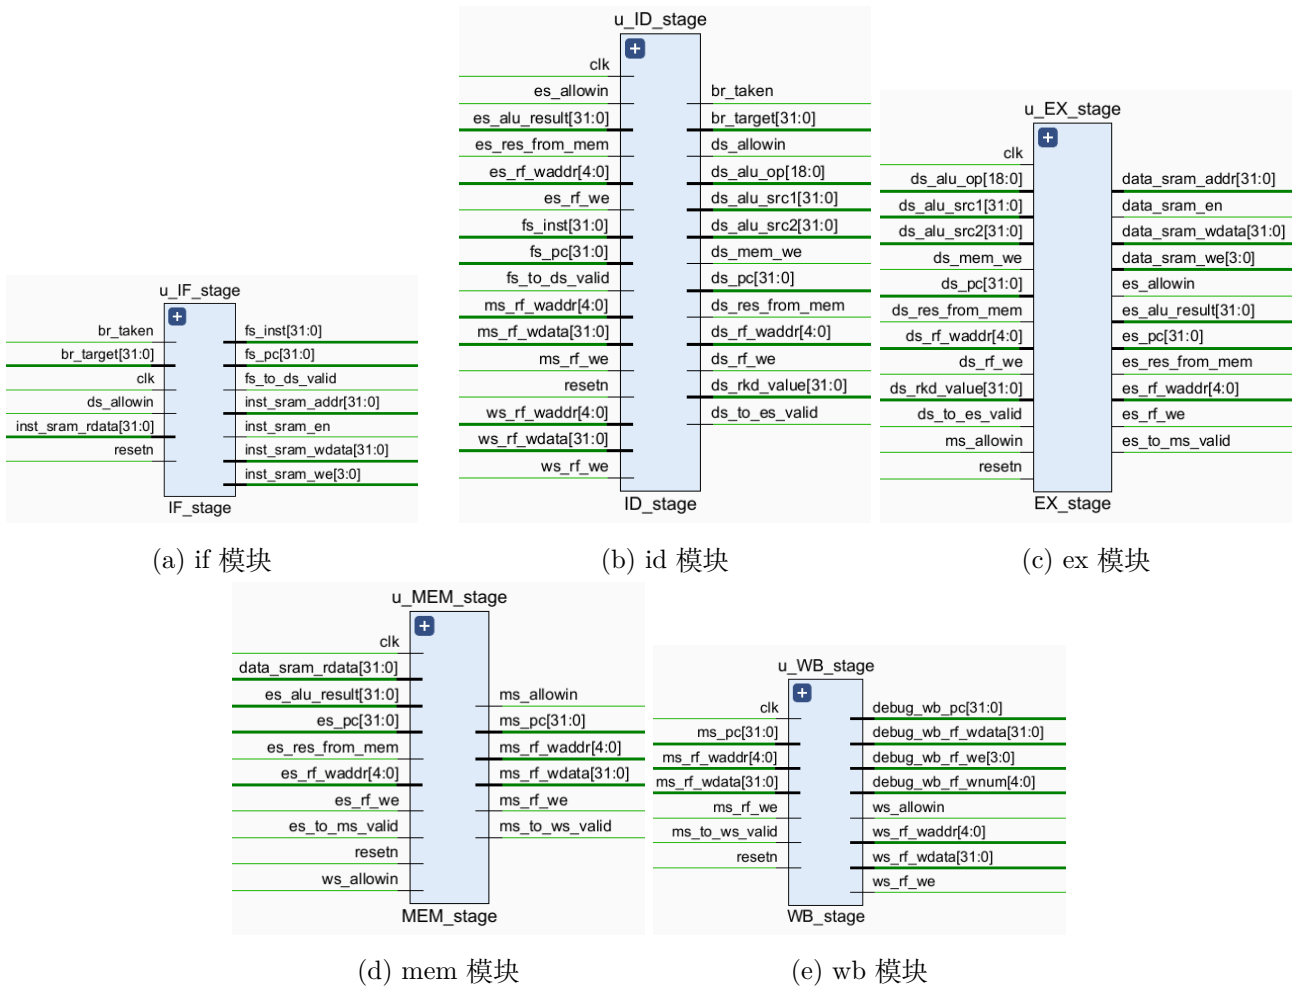 u_IF_stage
br_taken
br_target[31:0]
clk
ds_allowin
inst_sram_rdata[31:0]
resetn
fs_inst[31:0]
fs_pc[31:0]
fs_to_ds_valid
inst_sram_addr[31:0]
inst_sram_en
inst_sram_wdata[31:0]
inst_sram_we[3:0]
IF_stage
(a) if 模块
u_ID_stage
clk
es_allowin
es_alu_result[31:0]
es_res_from_mem
es_rf_waddr[4:0]
es_rf_we
fs_inst[31:0]
fs_pc[31:0]
fs_to_ds_valid
ms_rf_waddr[4:0]
ms_rf_wdata[31:0]
ms_rf_we
resetn
ws_rf_waddr[4:0]
ws_rf_wdata[31:0]
ws_rf_we
br_taken
br_target[31:0]
ds_allowin
ds_alu_op[18:0]
ds_alu_src1[31:0]
ds_alu_src2[31:0]
ds_mem_we
ds_pc[31:0]
ds_res_from_mem
ds_rf_waddr[4:0]
ds_rf_we
ds_rkd_value[31:0]
ds_to_es_valid
ID_stage
(b) id 模块
u_EX_stage
clk
ds_alu_op[18:0]
ds_alu_src1[31:0]
ds_alu_src2[31:0]
ds_mem_we
ds_pc[31:0]
ds_res_from_mem
ds_rf_waddr[4:0]
ds_rf_we
ds_rkd_value[31:0]
ds_to_es_valid
ms_allowin
resetn
data_sram_addr[31:0]
data_sram_en
data_sram_wdata[31:0]
data_sram_we[3:0]
es_allowin
es_alu_result[31:0]
es_pc[31:0]
es_res_from_mem
es_rf_waddr[4:0]
es_rf_we
es_to_ms_valid
EX_stage
(c) ex 模块
u_MEM_stage
clk
data_sram_rdata[31:0]
es_alu_result[31:0]
es_pc[31:0]
es_res_from_mem
es_rf_waddr[4:0]
es_rf_we
es_to_ms_valid
resetn
ws_allowin
ms_allowin
ms_pc[31:0]
ms_rf_waddr[4:0]
ms_rf_wdata[31:0]
ms_rf_we
ms_to_ws_valid
MEM_stage
(d) mem 模块
u_WB_stage
clk
ms_pc[31:0]
ms_rf_waddr[4:0]
ms_rf_wdata[31:0]
ms_rf_we
ms_to_ws_valid
resetn
debug_wb_pc[31:0]
debug_wb_rf_wdata[31:0]
debug_wb_rf_we[3:0]
debug_wb_rf_wnum[4:0]
ws_allowin
ws_rf_waddr[4:0]
ws_rf_wdata[31:0]
ws_rf_we
WB_stage
(e) wb 模块